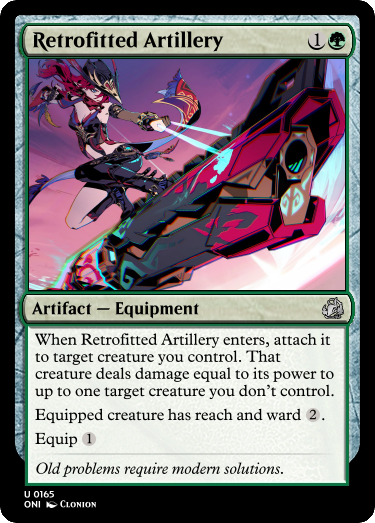 Retrofitted Artillery 1
Artifact — Equipment
When Retrofitted Artillery enters, attach it
to target creature you control. That
creature deals damage equal to its power to
up to one target creature you don't control.
Equipped creature has reach and ward 2.
Equip 1
Old problems require modern solutions.
U 0165
ONI Clonion